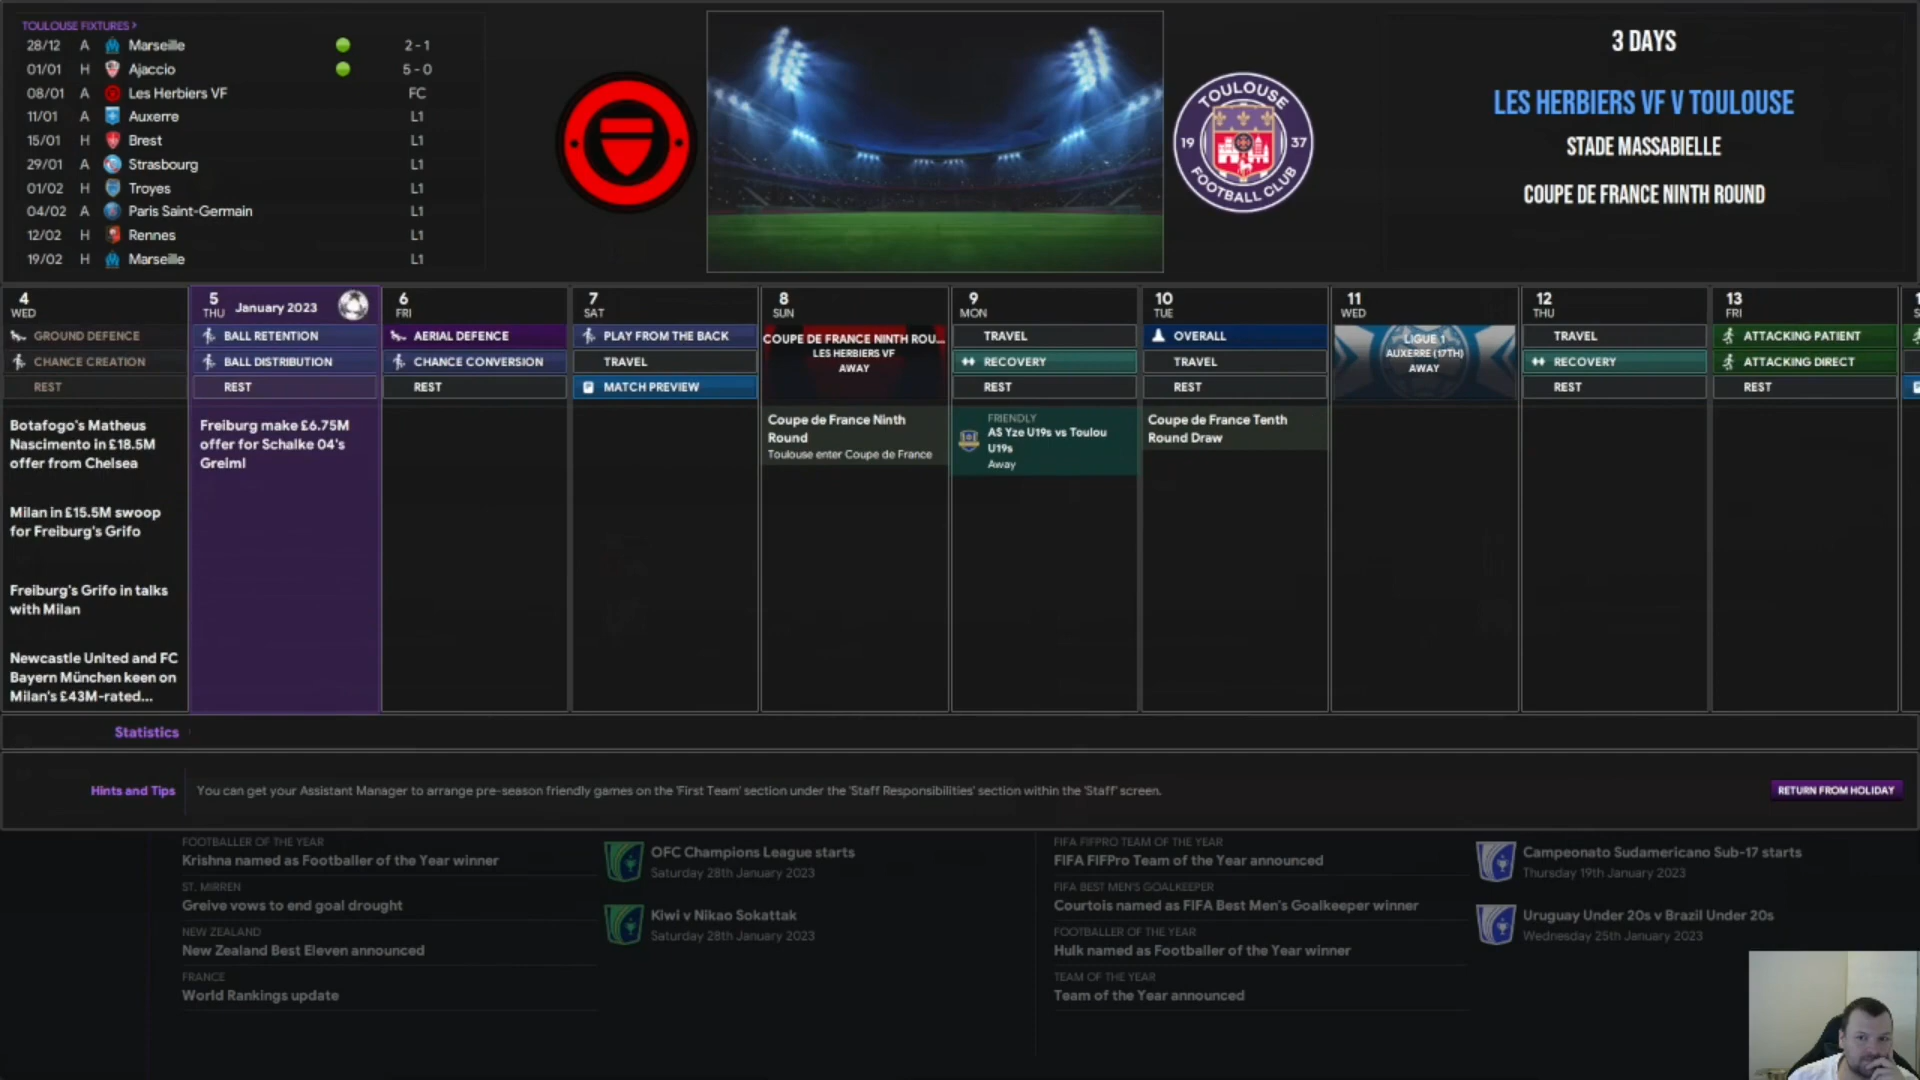 TOULOUSE FIXTURES >
28/12 A Marseille 2 - 1
01/01 H Ajaccio 5 - 0
08/01 A Les Herbiers VF FC
11/01 A Auxerre L1
15/01 H Brest L1
29/01 A Strasbourg L1
01/02 H Troyes L1
04/02 A Paris Saint-Germain L1
12/02 H Rennes L1
19/02 H Marseille L1
TOULOUSE
19 37
FOOTBALL CLUB
3 DAYS
LES HERBIERS VF V TOULOUSE
STADE MASSABIELLE
COUPE DE FRANCE NINTH ROUND
4
WED
GROUND DEFENCE
CHANCE CREATION
REST
Botafogo's Matheus
Nascimento in £18.5M
offer from Chelsea
Milan in £15.5M swoop
for Freiburg's Grifo
Freiburg's Grifo in talks
with Milan
Newcastle United and FC
Bayern München keen on
Milan's £43M-rated...
5
THU January 2023
BALL RETENTION
BALL DISTRIBUTION
REST
Freiburg make £6.75M
offer for Schalke 04's
Greiml
6
FRI
AERIAL DEFENCE
CHANCE CONVERSION
REST
7
SAT
PLAY FROM THE BACK
TRAVEL
MATCH PREVIEW
8
SUN
COUPE DE FRANCE NINTH ROU...
LES HERBIERS VF
AWAY
Coupe de France Ninth
Round
Toulouse enter Coupe de France
9
MON
TRAVEL
RECOVERY
REST
FRIENDLY
AS Yze U19s vs Toulou
U19s
Away
10
TUE
OVERALL
TRAVEL
REST
Coupe de France Tenth
Round Draw
11
WED
LIGUE 1
AUXERRE (17TH)
AWAY
12
THU
TRAVEL
RECOVERY
REST
13
FRI
ATTACKING PATIENT
ATTACKING DIRECT
REST
Statistics
Hints and Tips
You can get your Assistant Manager to arrange pre-season friendly games on the 'First Team' section under the 'Staff Responsibilities' section within the 'Staff' screen.
RETURN FROM HOLIDAY
FOOTBALLER OF THE YEAR
Krishna named as Footballer of the Year winner
ST. MIRREN
Greive vows to end goal drought
NEW ZEALAND
New Zealand Best Eleven announced
FRANCE
World Rankings update
OFC Champions League starts
Saturday 28th January 2023
Kiwi v Nikao Sokattak
Saturday 28th January 2023
FIFA FIFPRO TEAM OF THE YEAR
FIFA FIFPro Team of the Year announced
FIFA BEST MEN'S GOALKEEPER
Courtois named as FIFA Best Men's Goalkeeper winner
FOOTBALLER OF THE YEAR
Hulk named as Footballer of the Year winner
TEAM OF THE YEAR
Team of the Year announced
Campeonato Sudamericano Sub-17 starts
Thursday 19th January 2023
Uruguay Under 20s v Brazil Under 20s
Wednesday 25th January 2023